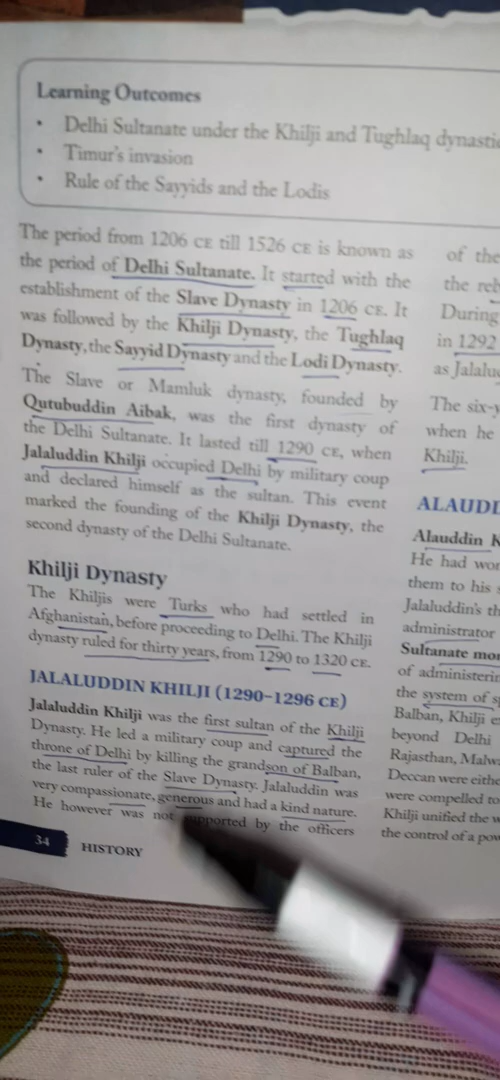 Learning Outcomes
• Delhi Sultanate under the Khilji and Tughlaq
• Timur's invasion
• Rule of the Sayyids and the Lodis
The period from 1206 CE till 1526 CE is known as
the period of Delhi Sultanate. It started with the
establishment of the Slave Dynasty in 1206 CE. It
was followed by the Khilji Dynasty, the Tughlaq
Dynasty, the Sayyid Dynasty and the Lodi Dynasty.
The Slave or Mamluk dynasty, founded by
Qutubuddin Aibak, was the first dynasty of
the Delhi Sultanate. It lasted till 1290 CE, when
Jalaluddin Khilji occupied Delhi by military coup
and declared himself as the sultan. This event
marked the founding of the Khilji Dynasty, the
second dynasty of the Delhi Sultanate.
Khilji Dynasty
The Khiljis were Turks who had settled in
Afghanistan, before proceeding to Delhi. The Khilji
dynasty ruled for thirty years, from 1290 to 1320 CE.
JALALUDDIN KHILJI (1290–1296 CE)
Jalaluddin Khilji was the first sultan of the Khilji
Dynasty. He led a military coup and captured the
throne of Delhi by killing the grandson of Balban,
the last ruler of the Slave Dynasty. Jalaluddin was
very compassionate, generous and had a kind nature.
He however was not supported by the officers
34 HISTORY
of the
the
During
in 1292
as
The
when he
Khilji.
Alauddin
He had
them to his
Jalaluddin's
administrator
Sultanate
of
the system of
Balban, Khilji
beyond Delhi
Rajasthan,
Deccan were
were compelled to
Khilji unified the
the control of a